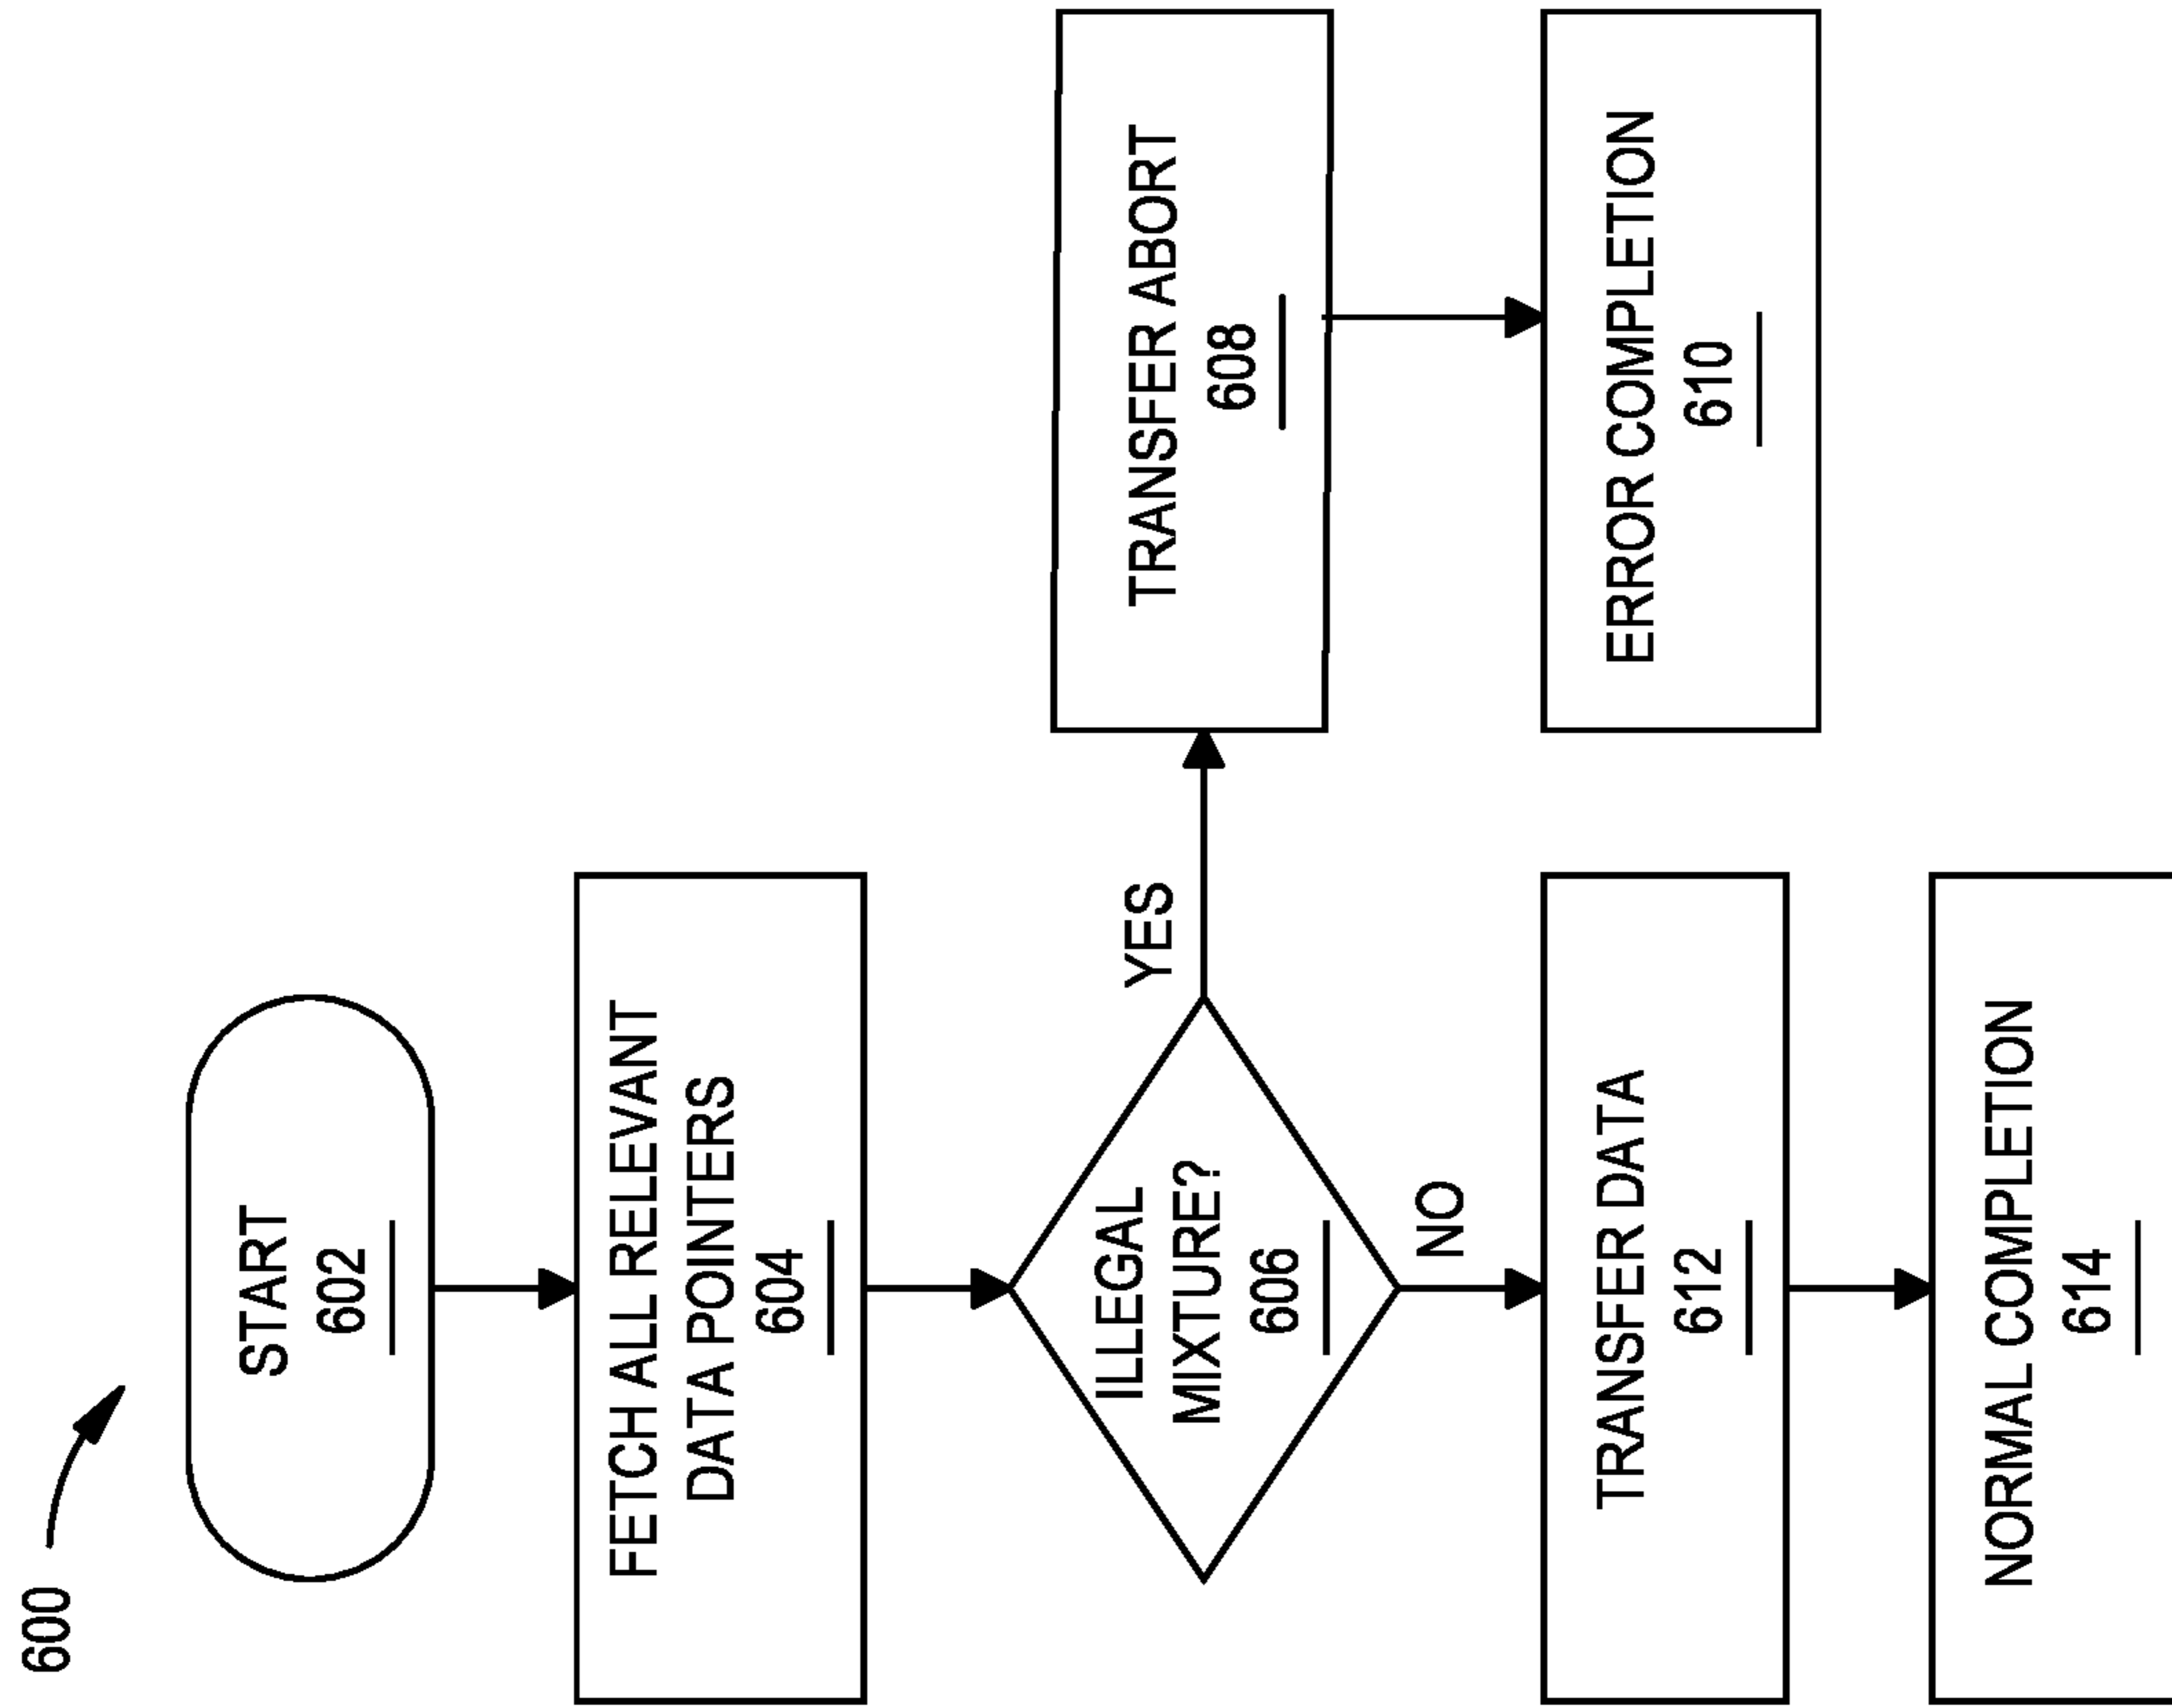 600
START
602
FETCH ALL RELEVANT
DATA POINTERS
604
ILLEGAL
MIXTURE?
606
YES
TRANSFER ABORT
608
ERROR COMPLETION
610
NO
TRANSFER DATA
612
NORMAL COMPLETION
614